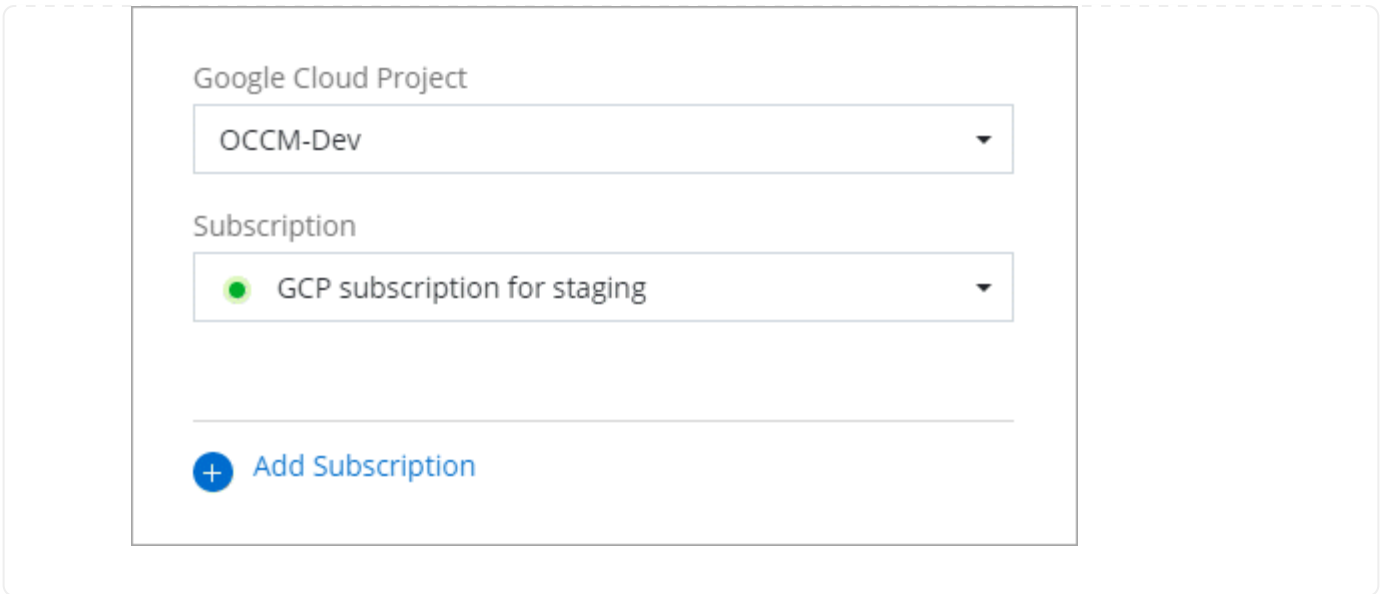 Google Cloud Project
OCCM-Dev
Subscription
GCP subscription for staging
Add Subscription